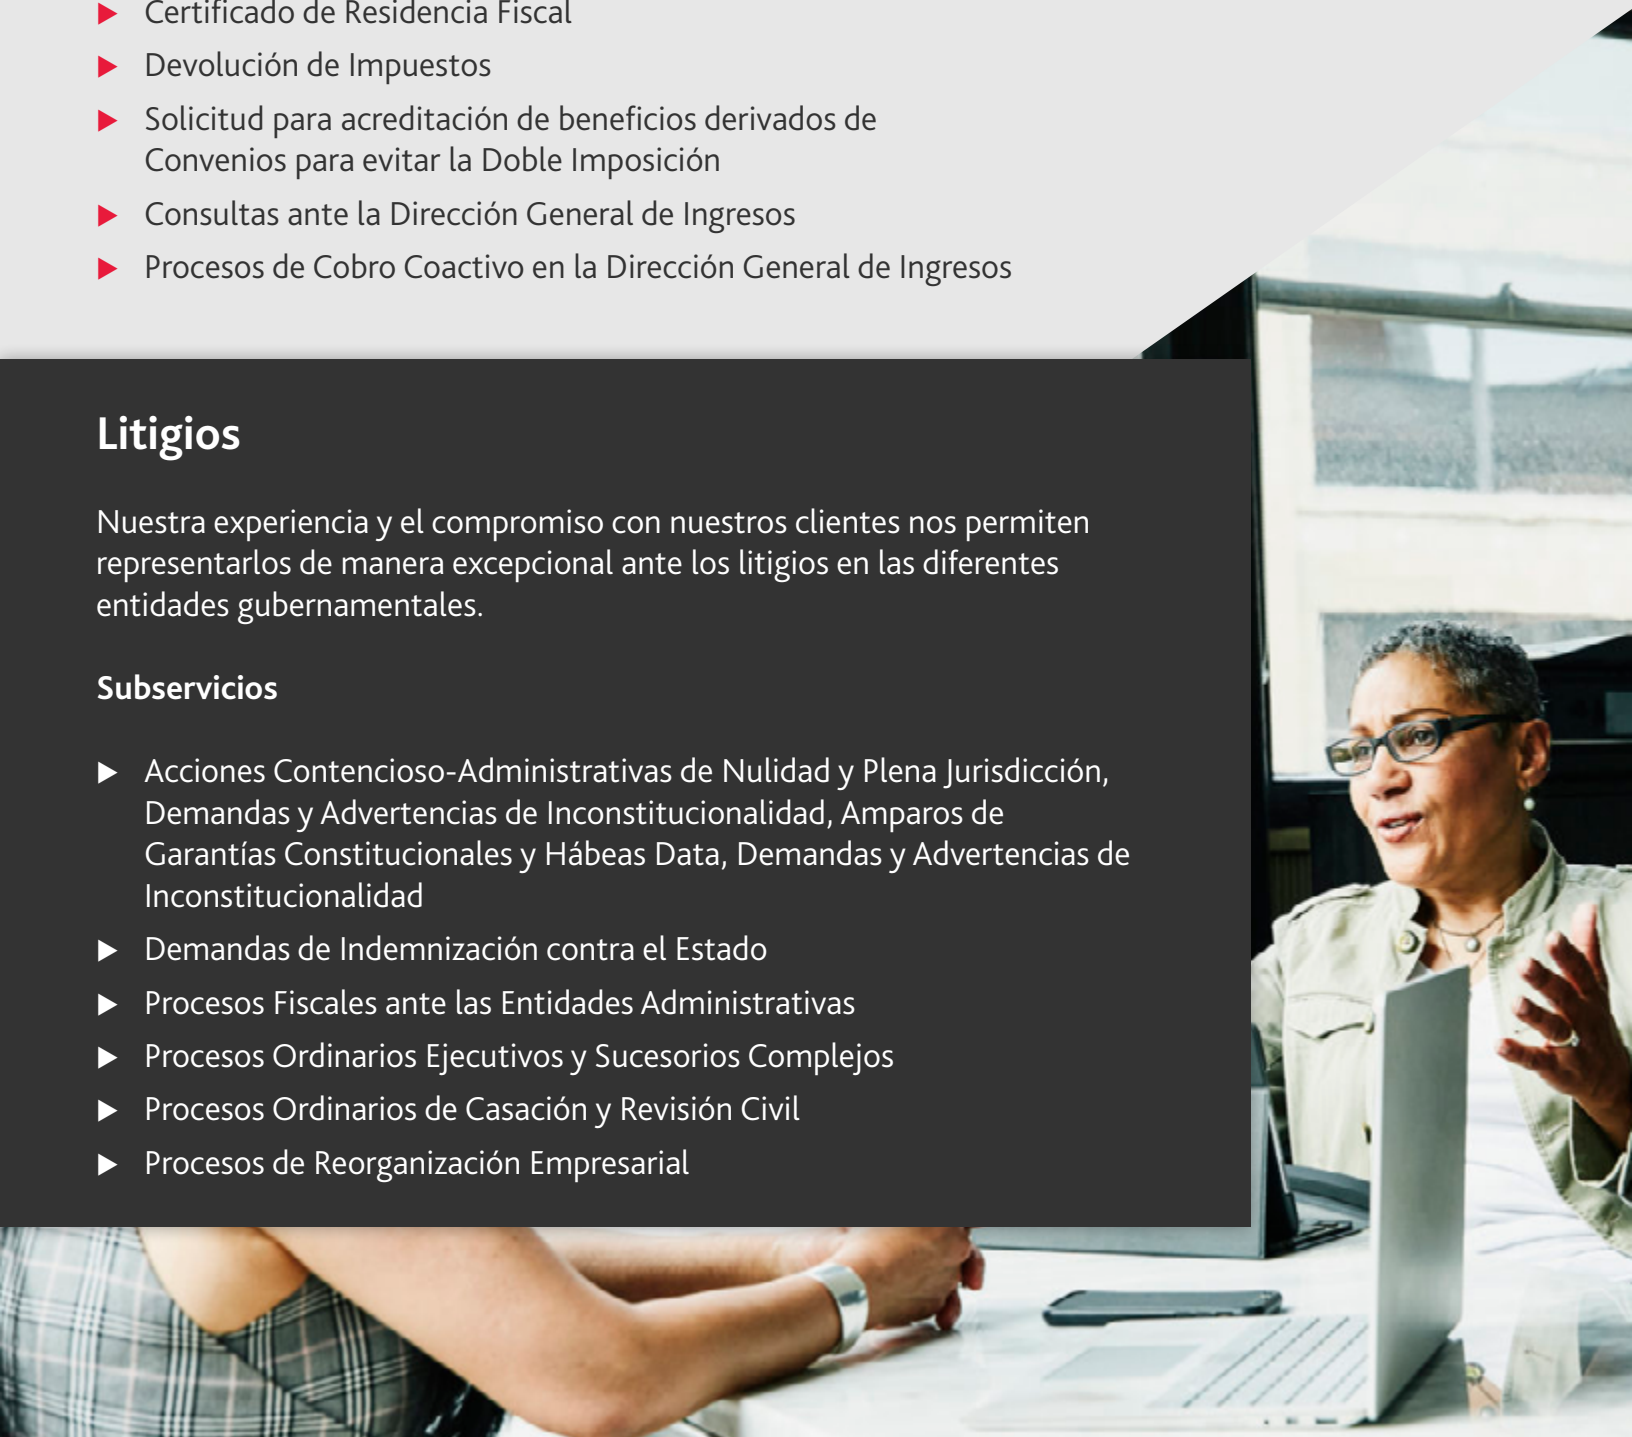 Certificado de Residencia Fiscal
Devolución de Impuestos
Solicitud para acreditación de beneficios derivados de
Convenios para evitar la Doble Imposición
Consultas ante la Dirección General de Ingresos
Procesos de Cobro Coactivo en la Dirección General de Ingresos
Litigios
Nuestra experiencia y el compromiso con nuestros clientes nos permiten
representarlos de manera excepcional ante los litigios en las diferentes
entidades gubernamentales.
Subservicios
Acciones Contencioso-Administrativas de Nulidad y Plena Jurisdicción,
Demandas y Advertencias de Inconstitucionalidad, Amparos de
Garantías Constitucionales y Hábeas Data, Demandas y Advertencias de
Inconstitucionalidad
Demandas de Indemnización contra el Estado
Procesos Fiscales ante las Entidades Administrativas
Procesos Ordinarios Ejecutivos y Sucesorios Complejos
Procesos Ordinarios de Casación y Revisión Civil
Procesos de Reorganización Empresarial